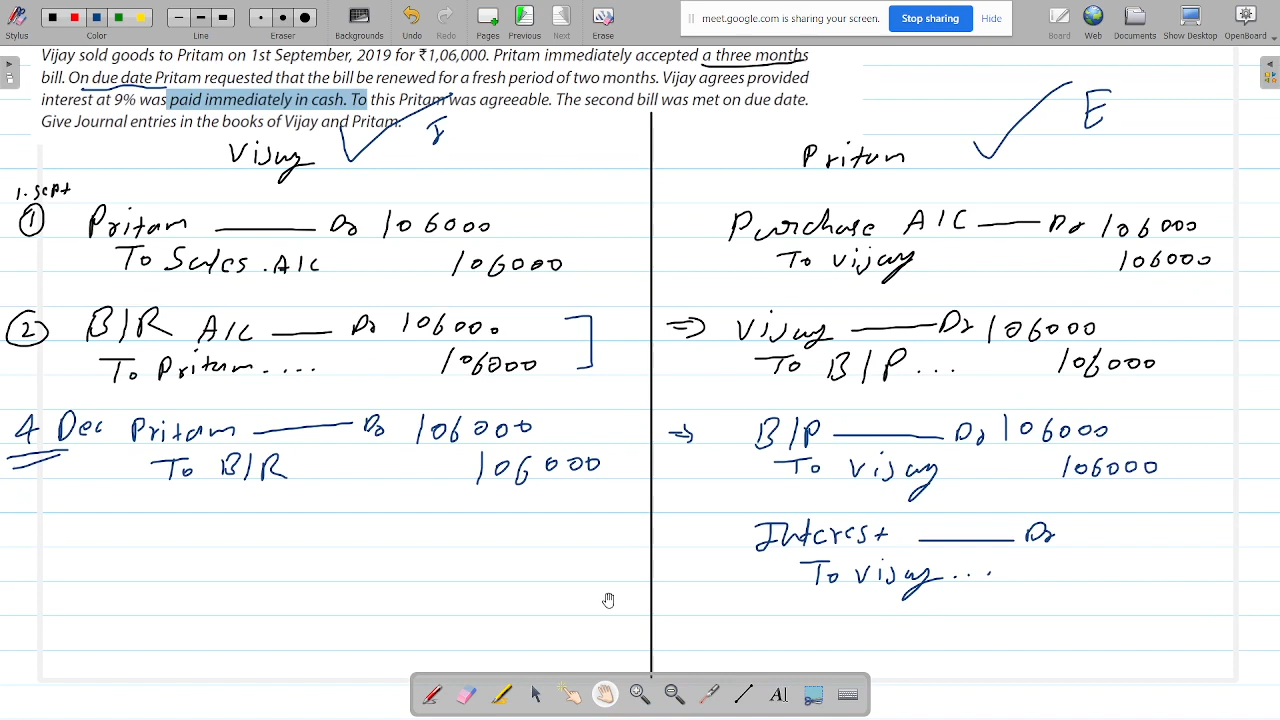 Stylus
Color
Line
Eraser
Backgrounds
Undo
Redo
Pages
Previous
Next
Erase
meet.google.com is sharing your screen.
Stop sharing
Hide
Board
Web
Documents
Show Desktop
OpenBoard
Vijay sold goods to Pritam on 1st September, 2019 for ₹1,06,000. Pritam immediately accepted a three months
bill. On due date Pritam requested that the bill be renewed for a fresh period of two months. Vijay agrees provided
interest at 9% was paid immediately in cash. To this Pritam was agreeable. The second bill was met on due date.
Give Journal entries in the books of Vijay and Pritam.
Vijay
I
1. Sept
① Pritam Dr 106000
To Sales A/C 106000
② B/R A/C Dr 106000
To Pritam.... 106000
4 Dec Pritam Dr 106000
To B/R 106000
Pritam
E
Purchase A/C Dr 106000
To Vijay 106000
⇒ Vijay Dr 106000
To B/P ... 106000
⇒ B/P Dr 106000
To Vijay 106000
Interest Dr
To Vijay...
AI